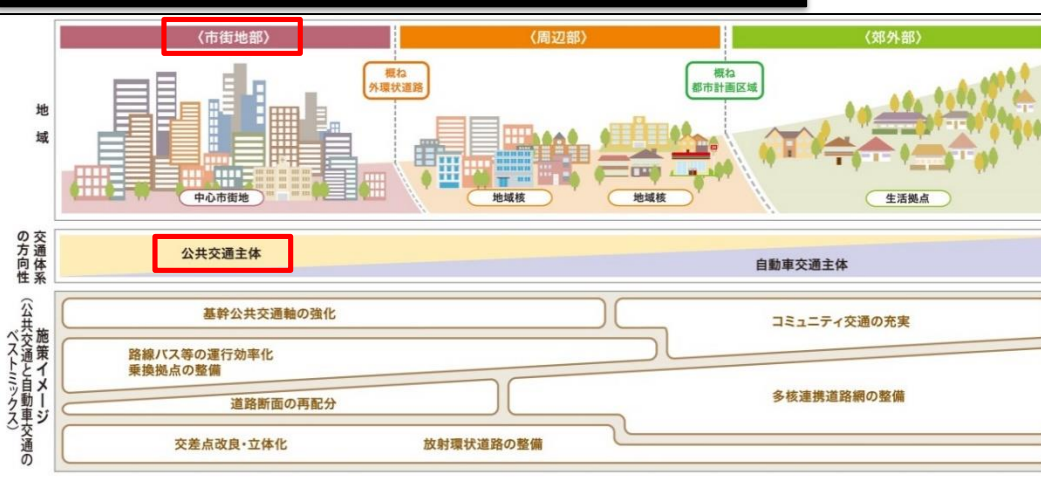 〈市街地部〉
〈周辺部〉
〈郊外部〉
概ね
外環状道路
概ね
都市計画区域
地域
中心市街地
地域核
地域核
生活拠点
交通体系
の方向性
公共交通主体
自動車交通主体
施策イメージ
(公共交通と自動車交通の
ベストミックス)
基幹公共交通軸の強化
コミュニティ交通の充実
路線バス等の運行効率化
乗換拠点の整備
道路断面の再配分
多核連携道路網の整備
交差点改良・立体化
放射環状道路の整備